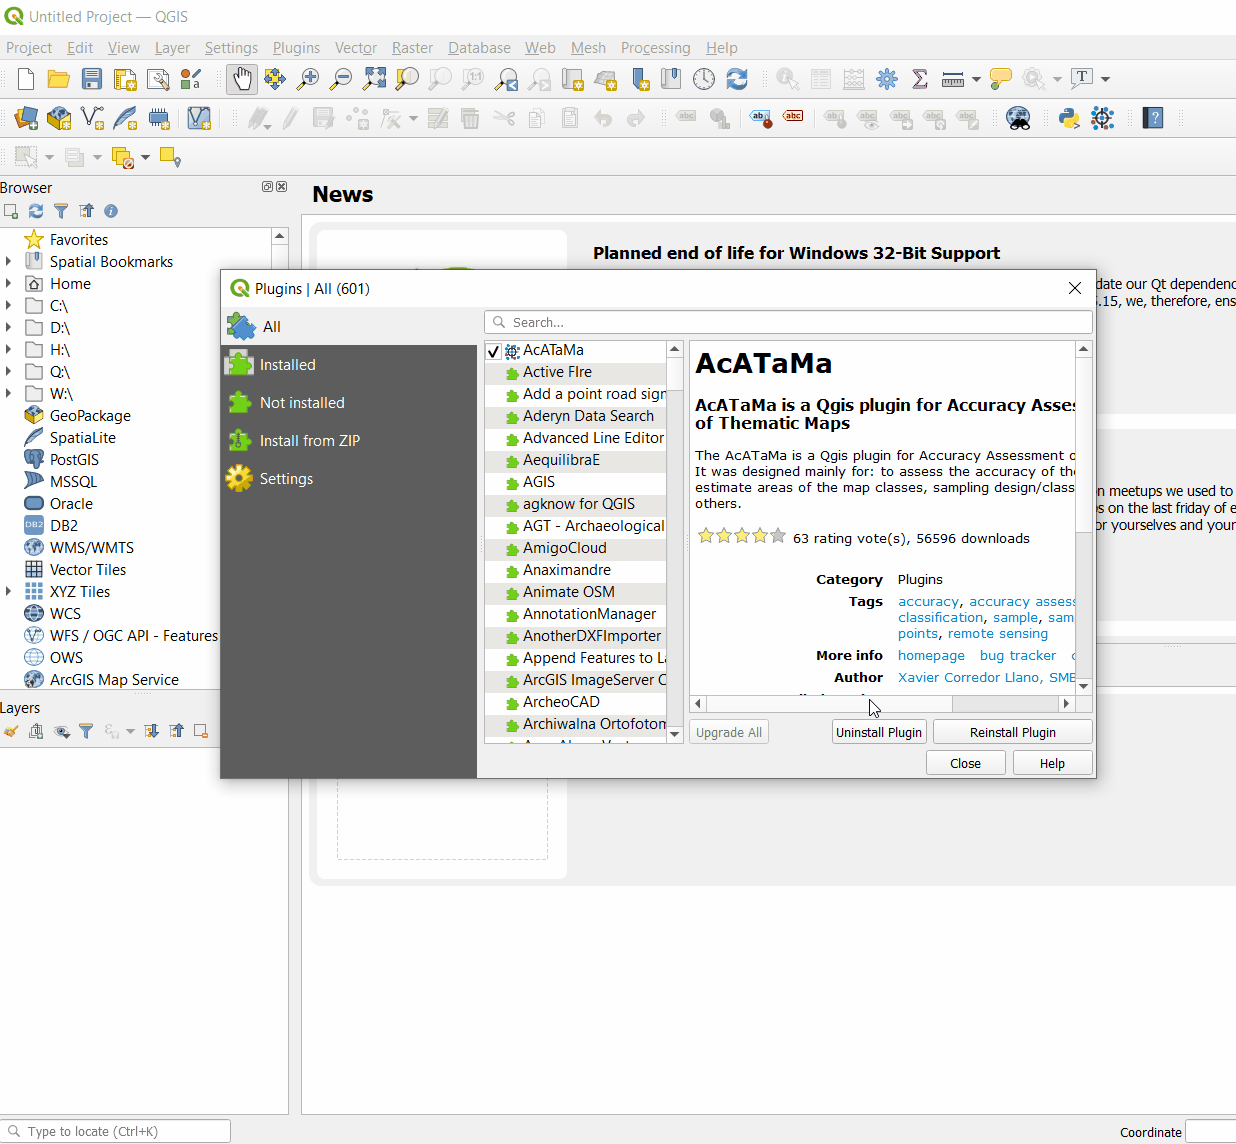 Untitled Project — QGIS
Project Edit View Layer Settings Plugins Vector Raster Database Web Mesh Processing Help
Browser
News
Favorites
Spatial Bookmarks
Home
C:\
D:\
H:\
Q:\
W:\
GeoPackage
SpatiaLite
PostGIS
MSSQL
Oracle
DB2
WMS/WMTS
Vector Tiles
XYZ Tiles
WCS
WFS / OGC API - Features
OWS
ArcGIS Map Service
Layers
Planned end of life for Windows 32-Bit Support
date our Qt dependenc
.15, we, therefore, ens
n meetups we used to
s on the last friday of e
or yourselves and your
Plugins | All (601)
All
Installed
Not installed
Install from ZIP
Settings
Search...
AcATaMa
Active FIre
Add a point road sign
Aderyn Data Search
Advanced Line Editor
AequilibraE
AGIS
agknow for QGIS
AGT - Archaeological
AmigoCloud
Anaximandre
Animate OSM
AnnotationManager
AnotherDXFImporter
Append Features to La
ArcGIS ImageServer C
ArcheoCAD
Archiwalna Ortofotom
AcATaMa
AcATaMa is a Qgis plugin for Accuracy Asses
of Thematic Maps
The AcATaMa is a Qgis plugin for Accuracy Assessment o
It was designed mainly for: to assess the accuracy of the
estimate areas of the map classes, sampling design/class
others.
63 rating vote(s), 56596 downloads
Category Plugins
Tags accuracy, accuracy assess
classification, sample, sam
points, remote sensing
More info homepage bug tracker c
Author Xavier Corredor Llano, SMB
Upgrade All Uninstall Plugin Reinstall Plugin
Close Help
Type to locate (Ctrl+K)
Coordinate